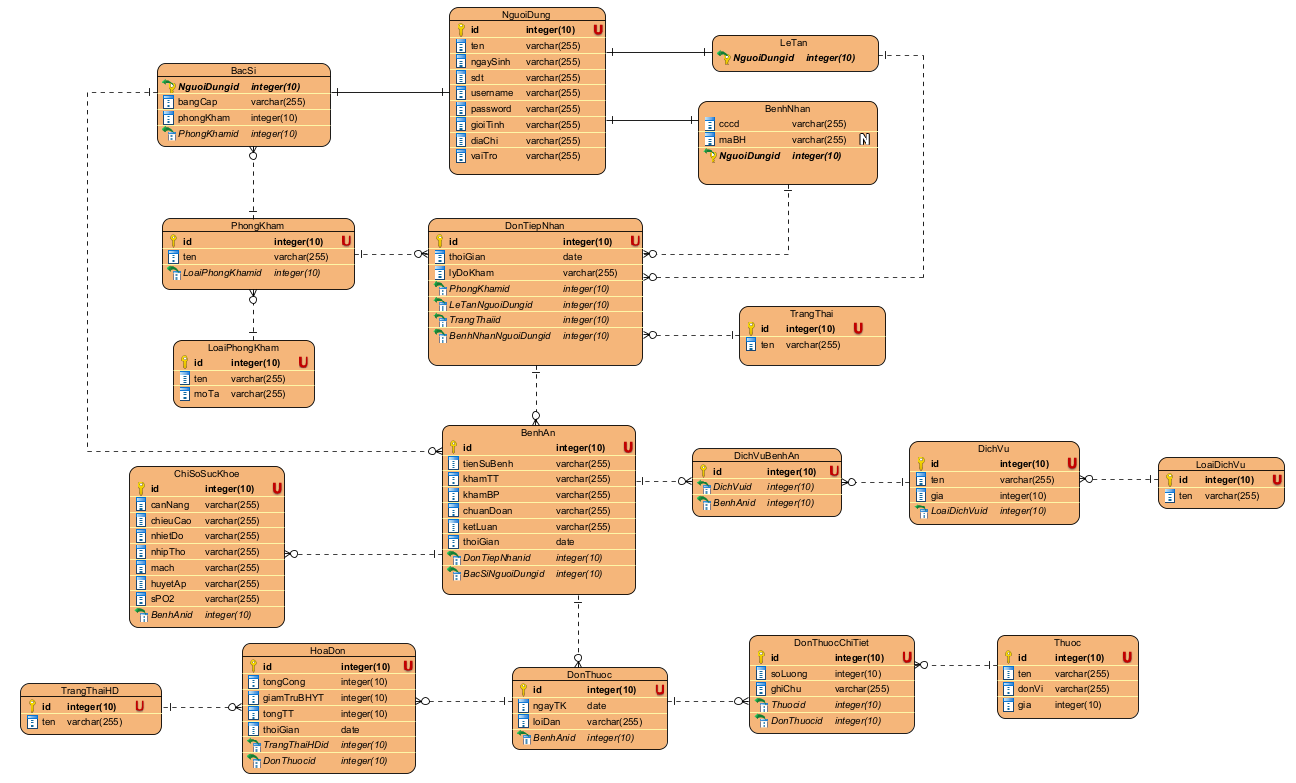 NguoiDung
id integer(10) U
ten varchar(255)
ngaySinh varchar(255)
sdt varchar(255)
username varchar(255)
password varchar(255)
gioiTinh varchar(255)
diaChi varchar(255)
vaiTro varchar(255)
LeTan
NguoiDungid integer(10)
BacSi
NguoiDungid integer(10)
bangCap varchar(255)
phongKham integer(10)
PhongKhamid integer(10)
BenhNhan
cccd varchar(255)
maBH varchar(255) N
NguoiDungid integer(10)
PhongKham
id integer(10) U
ten varchar(255)
LoaiPhongKhamid integer(10)
DonTiepNhan
id integer(10) U
thoiGian date
lyDoKham varchar(255)
PhongKhamid integer(10)
LeTanNguoiDungid integer(10)
TrangThaiid integer(10)
BenhNhanNguoiDungid integer(10)
TrangThai
id integer(10) U
ten varchar(255)
LoaiPhongKham
id integer(10) U
ten varchar(255)
moTa varchar(255)
BenhAn
id integer(10) U
tienSuBenh varchar(255)
khamTT varchar(255)
khamBP varchar(255)
chuanDoan varchar(255)
ketLuan varchar(255)
thoiGian date
DonTiepNhanid integer(10)
BacSiNguoiDungid integer(10)
DichVuBenhAn
id integer(10) U
DichVuid integer(10)
BenhAnid integer(10)
DichVu
id integer(10) U
ten varchar(255)
gia integer(10)
LoaiDichVuid integer(10)
LoaiDichVu
id integer(10) U
ten varchar(255)
ChiSoSucKhoe
id integer(10) U
canNang varchar(255)
chieuCao varchar(255)
nhietDo varchar(255)
nhipTho varchar(255)
mach varchar(255)
huyetAp varchar(255)
sPO2 varchar(255)
BenhAnid integer(10)
HoaDon
id integer(10) U
tongCong integer(10)
giamTruBHYT integer(10)
tongTT integer(10)
thoiGian date
TrangThaiHDid integer(10)
DonThuocid integer(10)
TrangThaiHD
id integer(10) U
ten varchar(255)
DonThuoc
id integer(10) U
ngayTK date
loiDan varchar(255)
BenhAnid integer(10)
DonThuocChiTiet
id integer(10) U
soLuong integer(10)
ghiChu varchar(255)
Thuocid integer(10)
DonThuocid integer(10)
Thuoc
id integer(10) U
ten varchar(255)
donVi varchar(255)
gia integer(10)